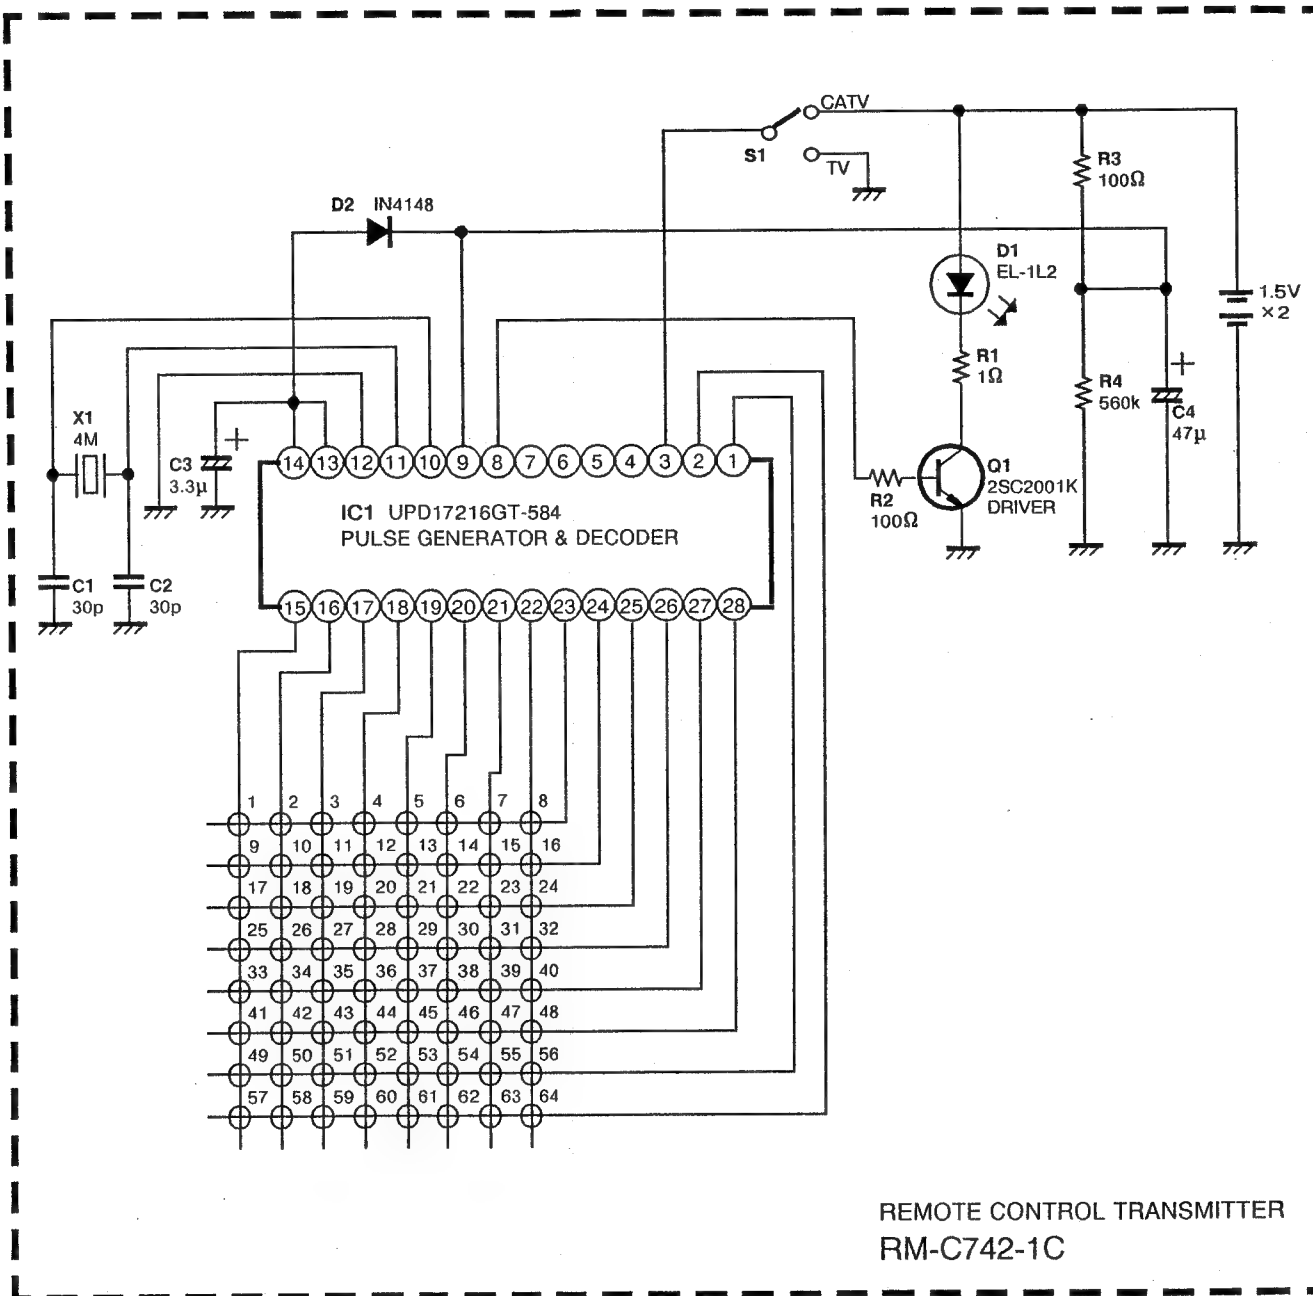 CATV
S1
TV
R3
100Ω
D2 IN4148
D1
EL-1L2
1.5V
×2
R1
1Ω
R4
560k
+
C4
47μ
X1
4M
C3
3.3μ
+
14 13 12 11 10 9 8 7 6 5 4 3 2 1
Q1
2SC2001K
DRIVER
R2
100Ω
IC1 UPD17216GT-584
PULSE GENERATOR & DECODER
C1
30p
C2
30p
15 16 17 18 19 20 21 22 23 24 25 26 27 28
1 2 3 4 5 6 7 8
9 10 11 12 13 14 15 16
17 18 19 20 21 22 23 24
25 26 27 28 29 30 31 32
33 34 35 36 37 38 39 40
41 42 43 44 45 46 47 48
49 50 51 52 53 54 55 56
57 58 59 60 61 62 63 64
REMOTE CONTROL TRANSMITTER
RM-C742-1C